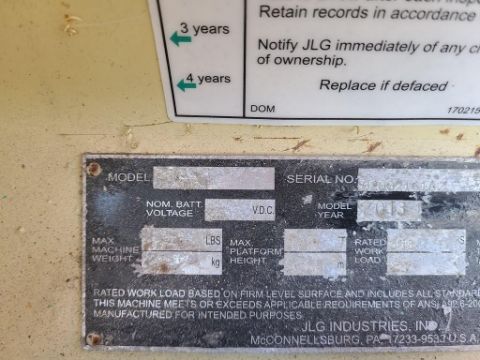 Retain records in accordance
3 years
Notify JLG immediately of any
of ownership.
4 years
Replace if defaced
DOM
170215
MODEL
SERIAL NO.
NOM. BATT. VOLTAGE V.D.C.
MODEL YEAR
MAX. MACHINE WEIGHT LBS kg
MAX. PLATFORM HEIGHT
RATED WORK LOAD
RATED WORK LOAD BASED ON FIRM LEVEL SURFACE AND INCLUDES ALL STANDARD
THIS MACHINE MEETS OR EXCEEDS APPLICABLE REQUIREMENTS OF
MANUFACTURED FOR INTENDED PURPOSES.
JLG INDUSTRIES, INC.
McCONNELLSBURG, PA. 17233-9533 U.S.A.